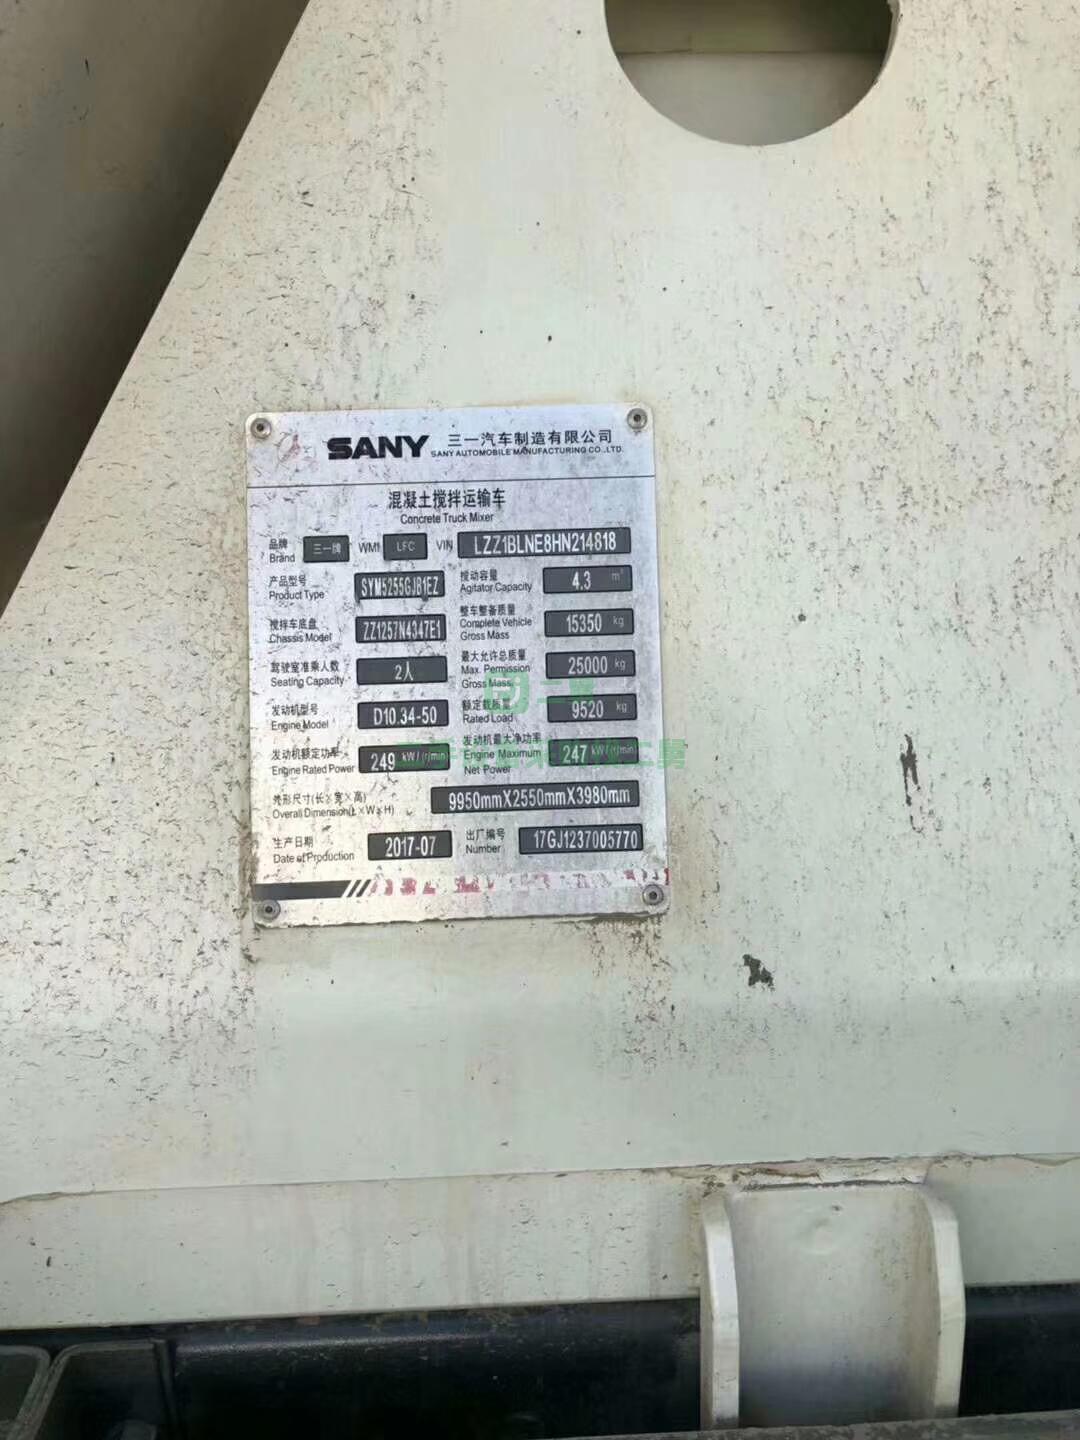 SANY 三一汽车制造有限公司
SANY AUTOMOBILE MANUFACTURING CO.,LTD.
混凝土搅拌运输车
Concrete Truck Mixer
品牌 Brand 三一牌 WMI LFC VIN LZZ1BLNE8HN214818
产品型号 Product Type SYM5255GJB1EZ 搅动容量 Agitator Capacity 4.3 m³
搅拌车底盘 Chassis Model ZZ1257N4347E1 整车整备质量 Complete Vehicle Gross Mass 15350 kg
驾驶室准乘人数 Seating Capacity 2人 最大允许总质量 Max. Permission Gross Mass 25000 kg
发动机型号 Engine Model D10.34-50 额定载质量 Rated Load 9520 kg
发动机额定功率 Engine Rated Power 249 kW/(r/min) 发动机最大净功率 Engine Maximum Net Power 247 kW/(r/min)
外形尺寸(长×宽×高) Overall Dimension(L×W×H) 9950mmX2550mmX3980mm
生产日期 Date of Production 2017-07 出厂编号 Number 17GJ1237005770